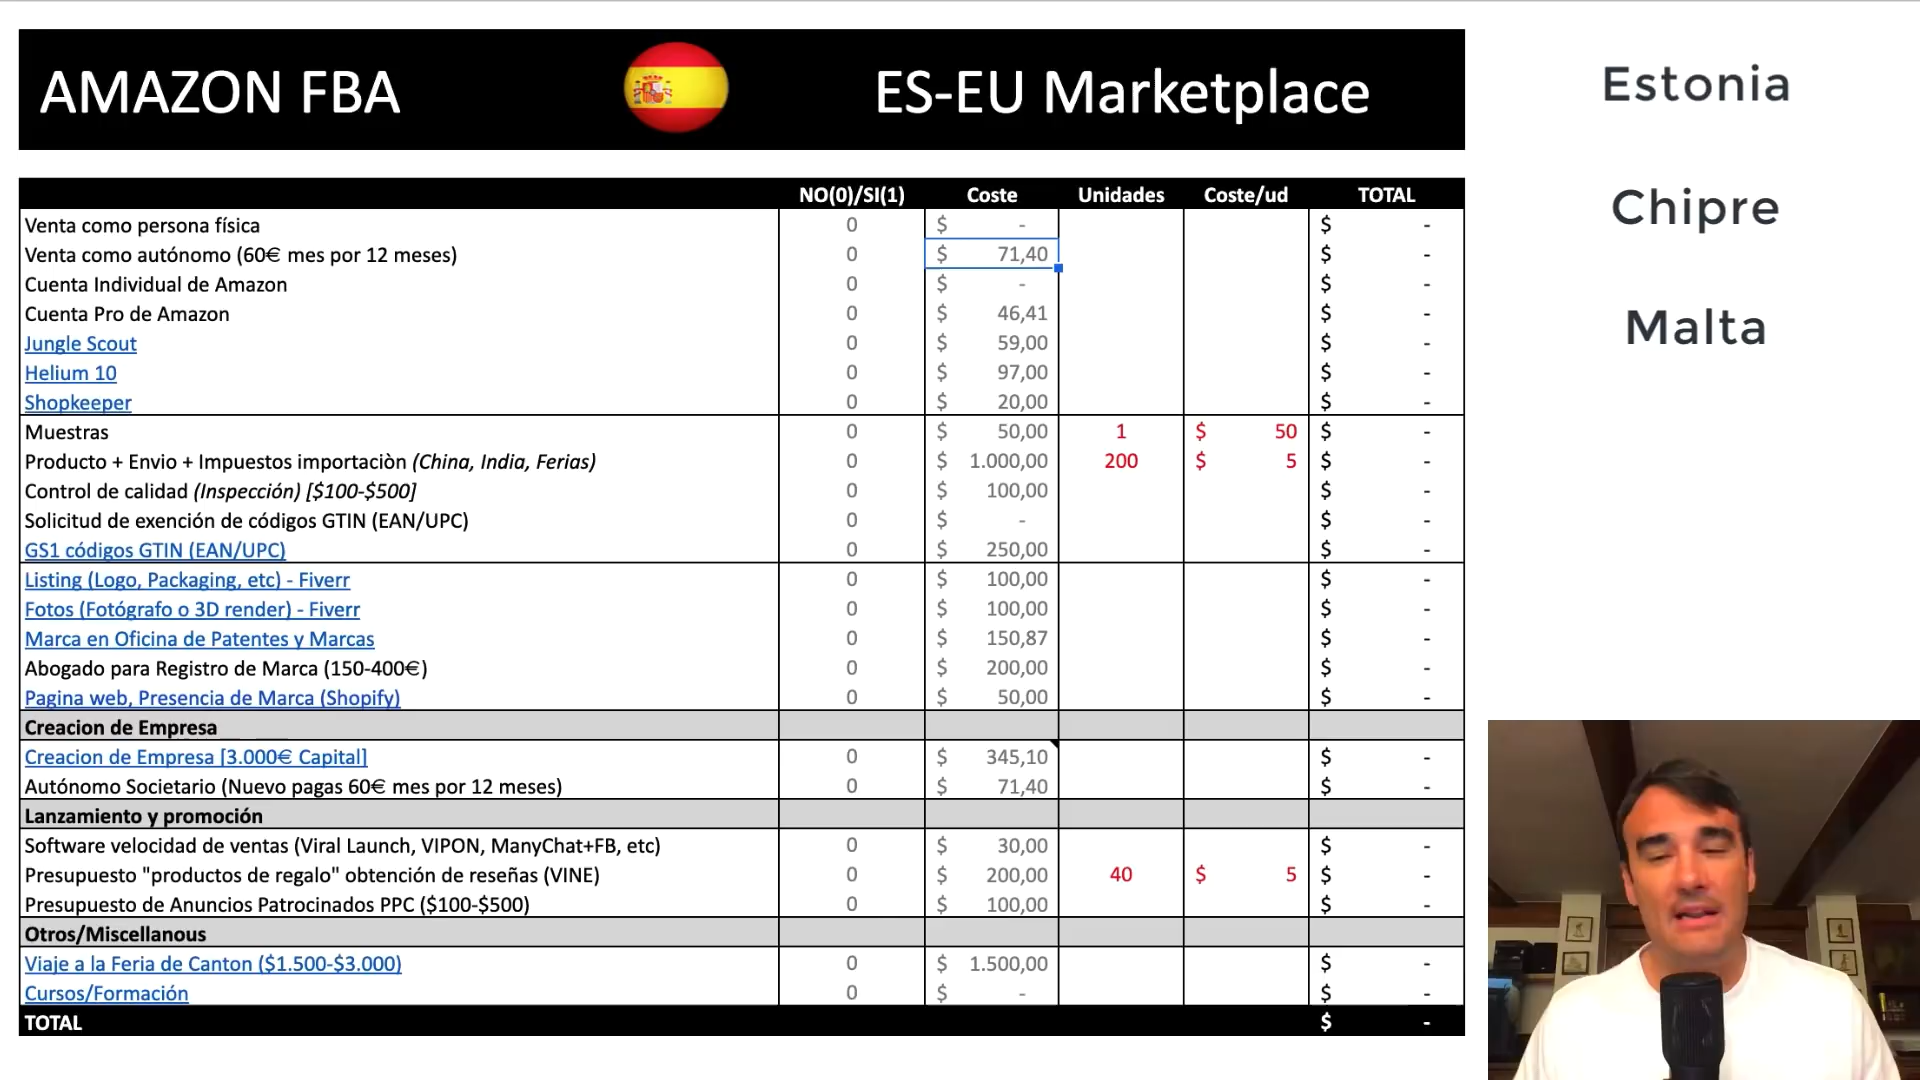 AMAZON FBA ES-EU Marketplace
Estonia
Chipre
Malta
NO(0)/SI(1) Coste Unidades Coste/ud TOTAL
Venta como persona física 0 $ - $ -
Venta como autónomo (60€ mes por 12 meses) 0 $ 71,40 $ -
Cuenta Individual de Amazon 0 $ - $ -
Cuenta Pro de Amazon 0 $ 46,41 $ -
Jungle Scout 0 $ 59,00 $ -
Helium 10 0 $ 97,00 $ -
Shopkeeper 0 $ 20,00 $ -
Muestras 0 $ 50,00 1 $ 50 $ -
Producto + Envio + Impuestos importaciòn (China, India, Ferias) 0 $ 1.000,00 200 $ 5 $ -
Control de calidad (Inspección) [$100-$500] 0 $ 100,00 $ -
Solicitud de exención de códigos GTIN (EAN/UPC) 0 $ - $ -
GS1 códigos GTIN (EAN/UPC) 0 $ 250,00 $ -
Listing (Logo, Packaging, etc) - Fiverr 0 $ 100,00 $ -
Fotos (Fotógrafo o 3D render) - Fiverr 0 $ 100,00 $ -
Marca en Oficina de Patentes y Marcas 0 $ 150,87 $ -
Abogado para Registro de Marca (150-400€) 0 $ 200,00 $ -
Pagina web, Presencia de Marca (Shopify) 0 $ 50,00 $ -
Creacion de Empresa
Creacion de Empresa [3.000€ Capital] 0 $ 345,10 $ -
Autónomo Societario (Nuevo pagas 60€ mes por 12 meses) 0 $ 71,40 $ -
Lanzamiento y promoción
Software velocidad de ventas (Viral Launch, VIPON, ManyChat+FB, etc) 0 $ 30,00 $ -
Presupuesto "productos de regalo" obtención de reseñas (VINE) 0 $ 200,00 40 $ 5 $ -
Presupuesto de Anuncios Patrocinados PPC ($100-$500) 0 $ 100,00 $ -
Otros/Miscellanous
Viaje a la Feria de Canton ($1.500-$3.000) 0 $ 1.500,00 $ -
Cursos/Formación 0 $ - $ -
TOTAL $ -